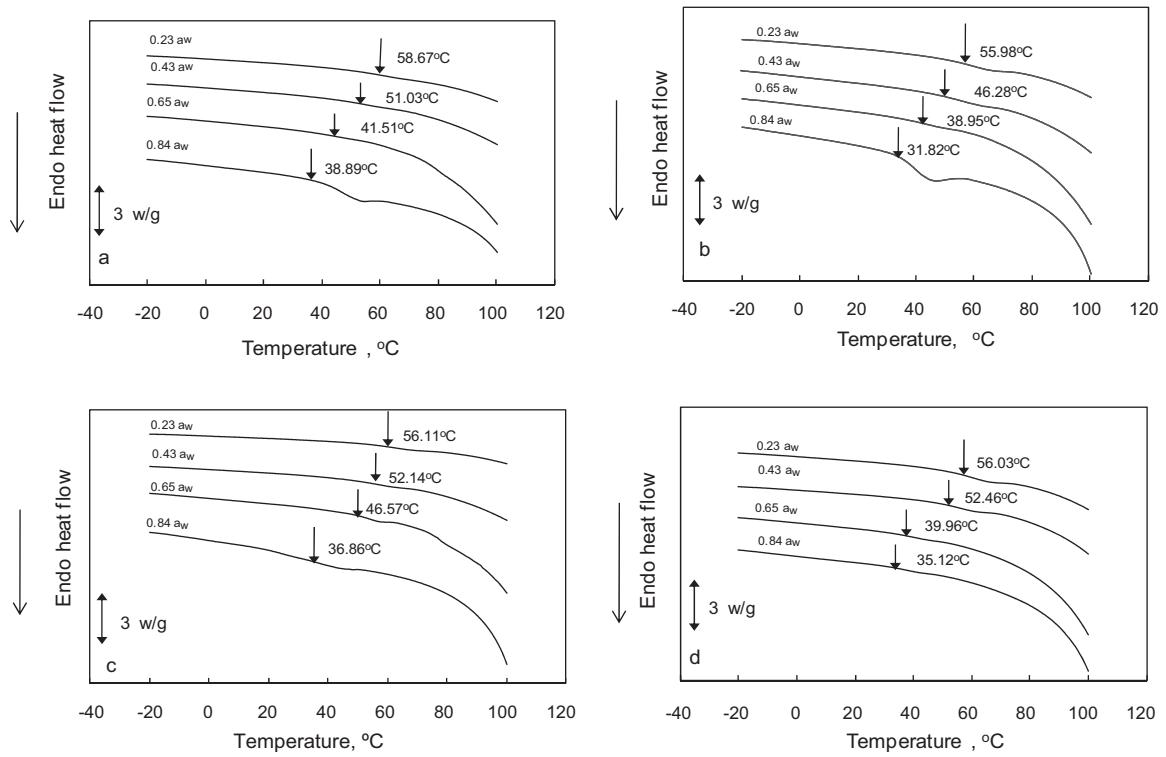 0.23 aw
58.67ºC
0.43 aw
51.03ºC
0.65 aw
41.51ºC
0.84 aw
38.89ºC
Endo heat flow
3 w/g
a
-40 -20 0 20 40 60 80 100 120
Temperature , ºC
0.23 aw
55.98ºC
0.43 aw
46.28ºC
0.65 aw
38.95ºC
0.84 aw
31.82ºC
Endo heat flow
3 w/g
b
-40 -20 0 20 40 60 80 100 120
Temperature, ºC
0.23 aw
56.11ºC
0.43 aw
52.14ºC
0.65 aw
46.57ºC
0.84 aw
36.86ºC
Endo heat flow
3 w/g
c
-40 -20 0 20 40 60 80 100 120
Temperature, ºC
0.23 aw
56.03ºC
0.43 aw
52.46ºC
0.65 aw
39.96ºC
0.84 aw
35.12ºC
Endo heat flow
3 w/g
d
-40 -20 0 20 40 60 80 100 120
Temperature , ºC